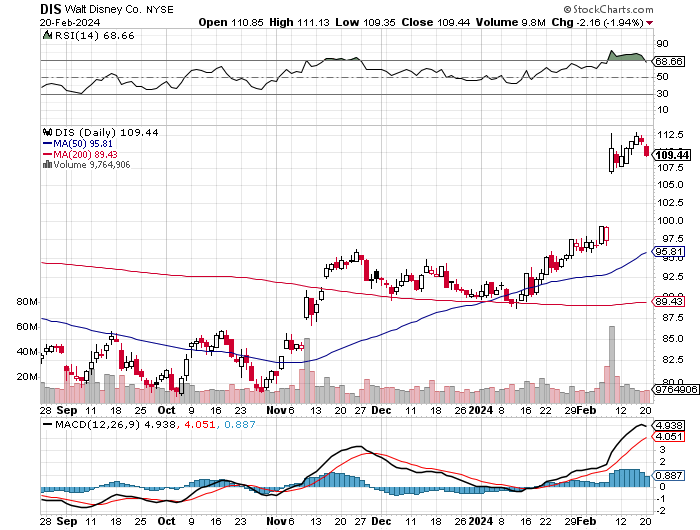 DIS Walt Disney Co. NYSE
© StockCharts.com
20-Feb-2024
Open 110.85 High 111.13 Low 109.35 Close 109.44 Volume 9.8M Chg -2.16 (-1.94%)
RSI(14) 68.66
90
68.66
50
30
10
DIS (Daily) 109.44
MA(50) 95.81
MA(200) 89.43
Volume 9,764,906
112.5
109.44
107.5
105.0
102.5
100.0
97.5
95.81
92.5
89.43
87.5
85.0
82.5
80.0
9764906
80M
60M
40M
20M
28 Sep 11 18 25 Oct 9 16 23 Nov 6 13 20 27 Dec 11 18 26 2024 8 16 22 29 Feb 12 20
MACD(12,26,9) 4.938, 4.051, 0.887
4.938
4.051
3
2
0.887
0
-1
-2
28 Sep 11 18 25 Oct 9 16 23 Nov 6 13 20 27 Dec 11 18 26 2024 8 16 22 29 Feb 12 20